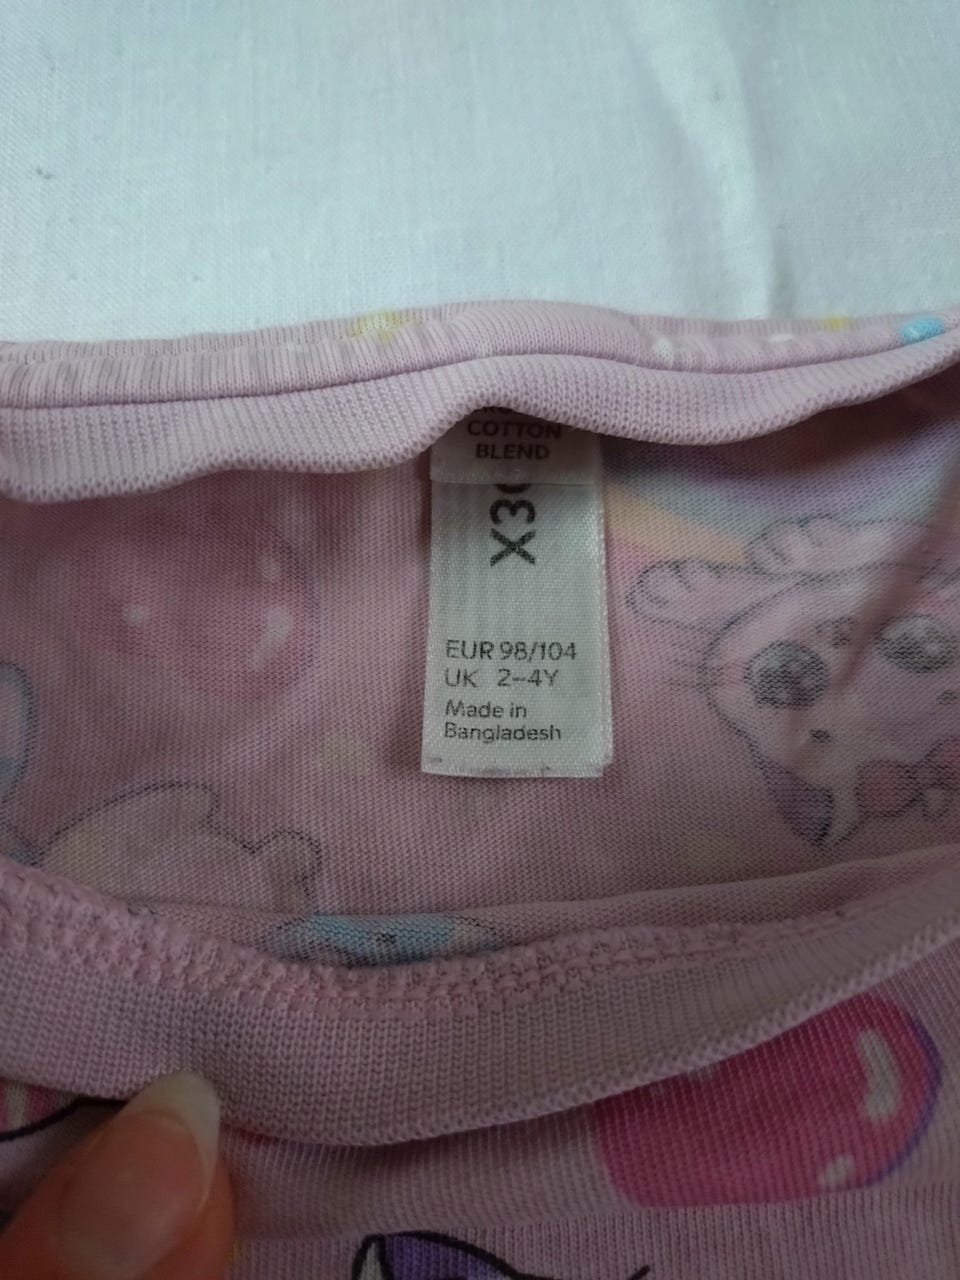 COTTON
BLEND
X3
EUR 98/104
UK 2–4Y
Made in
Bangladesh